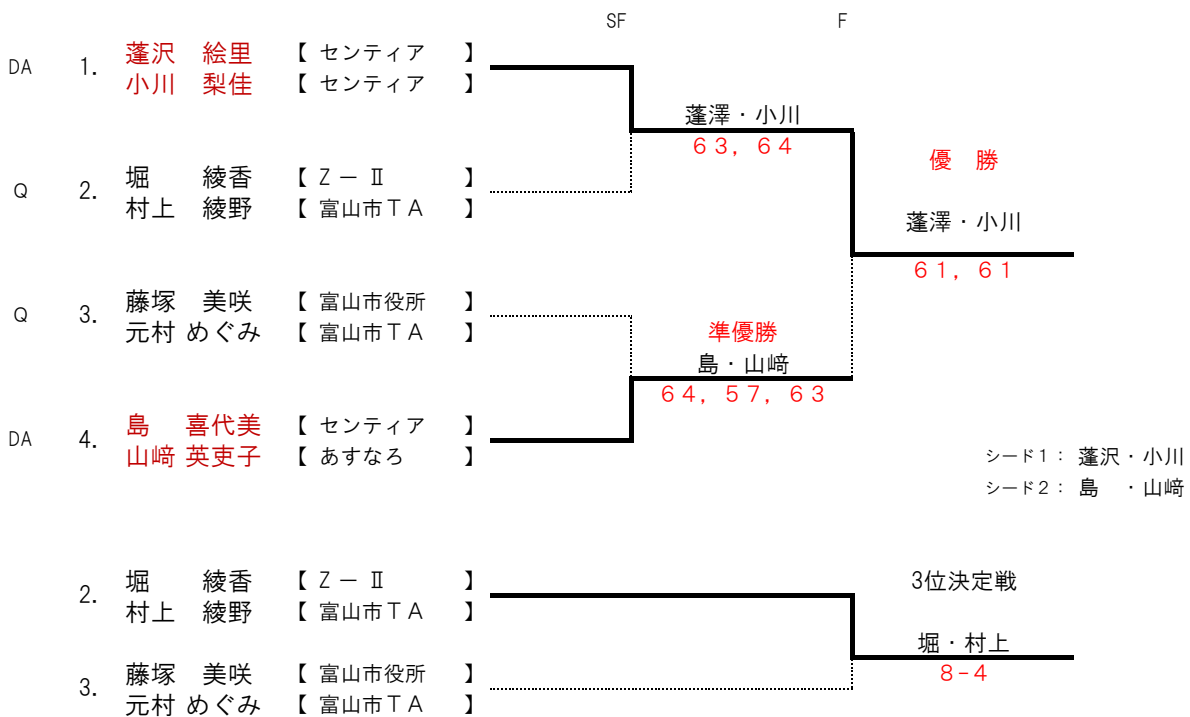 SF F
DA 1. 蓬沢 絵里 【 センティア 】
小川 梨佳 【 センティア 】
蓬澤・小川
６３，６４
Q 2. 堀 綾香 【 Ｚ－Ⅱ 】
村上 綾野 【 富山市ＴＡ 】
優 勝
蓬澤・小川
６１，６１
Q 3. 藤塚 美咲 【 富山市役所 】
元村 めぐみ 【 富山市ＴＡ 】
準優勝
島・山﨑
６４，５７，６３
DA 4. 島 喜代美 【 センティア 】
山﨑 英吏子 【 あすなろ 】
シード1： 蓬沢・小川
シード2： 島 ・山﨑
2. 堀 綾香 【 Ｚ－Ⅱ 】
村上 綾野 【 富山市ＴＡ 】
3位決定戦
堀・村上
8-4
3. 藤塚 美咲 【 富山市役所 】
元村 めぐみ 【 富山市ＴＡ 】